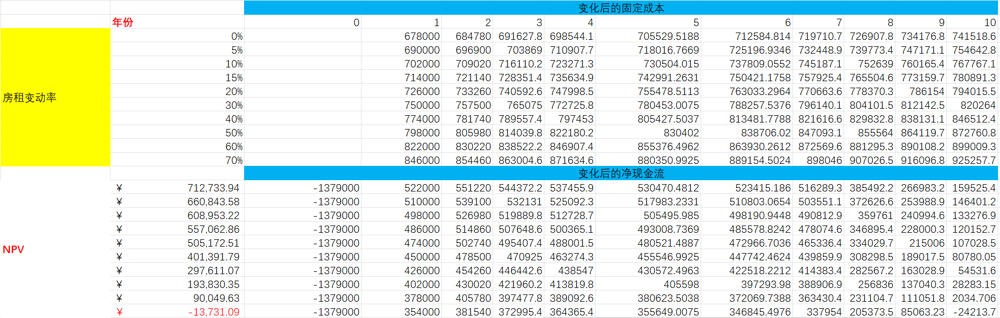 变化后的固定成本
年份 0 1 2 3 4 5 6 7 8 9 10
0% 678000 684780 691627.8 698544.1 705529.5188 712584.814 719710.7 726907.8 734176.8 741518.6
5% 690000 696900 703869 710907.7 718016.7669 725196.9346 732448.9 739773.4 747171.1 754642.8
10% 702000 709020 716110.2 723271.3 730504.015 737809.0552 745187.1 752639 760165.4 767767.1
15% 714000 721140 728351.4 735634.9 742991.2631 750421.1758 757925.4 765504.6 773159.7 780891.3
房租变动率 20% 726000 733260 740592.6 747998.5 755478.5113 763033.2964 770663.6 778370.3 786154 794015.5
30% 750000 757500 765075 772725.8 780453.0075 788257.5376 796140.1 804101.5 812142.5 820264
40% 774000 781740 789557.4 797453 805427.5037 813481.7788 821616.6 829832.8 838131.1 846512.4
50% 798000 805980 814039.8 822180.2 830402 838706.02 847093.1 855564 864119.7 872760.8
60% 822000 830220 838522.2 846907.4 855376.4962 863930.2612 872569.6 881295.3 890108.2 899009.3
70% 846000 854460 863004.6 871634.6 880350.9925 889154.5024 898046 907026.5 916096.8 925257.7
变化后的净现金流
¥ 712,733.94 -1379000 522000 551220 544372.2 537455.9 530470.4812 523415.186 516289.3 385492.2 266983.2 159525.4
¥ 660,843.58 -1379000 510000 539100 532131 525092.3 517983.2331 510803.0654 503551.1 372626.6 253988.9 146401.2
¥ 608,953.22 -1379000 498000 526980 519889.8 512728.7 505495.985 498190.9448 490812.9 359761 240994.6 133276.9
¥ 557,062.86 -1379000 486000 514860 507648.6 500365.1 493008.7369 485578.8242 478074.6 346895.4 228000.3 120152.7
NPV ¥ 505,172.51 -1379000 474000 502740 495407.4 488001.5 480521.4887 472966.7036 465336.4 334029.7 215006 107028.5
¥ 401,391.79 -1379000 450000 478500 470925 463274.3 455546.9925 447742.4624 439859.9 308298.5 189017.5 80780.05
¥ 297,611.07 -1379000 426000 454260 446442.6 438547 430572.4963 422518.2212 414383.4 282567.2 163028.9 54531.6
¥ 193,830.35 -1379000 402000 430020 421960.2 413819.8 405598 397293.98 388906.9 256836 137040.3 28283.15
¥ 90,049.63 -1379000 378000 405780 397477.8 389092.6 380623.5038 372069.7388 363430.4 231104.7 111051.8 2034.706
¥ -13,731.09 -1379000 354000 381540 372995.4 364365.4 355649.0075 346845.4976 337954 205373.5 85063.23 -24213.7